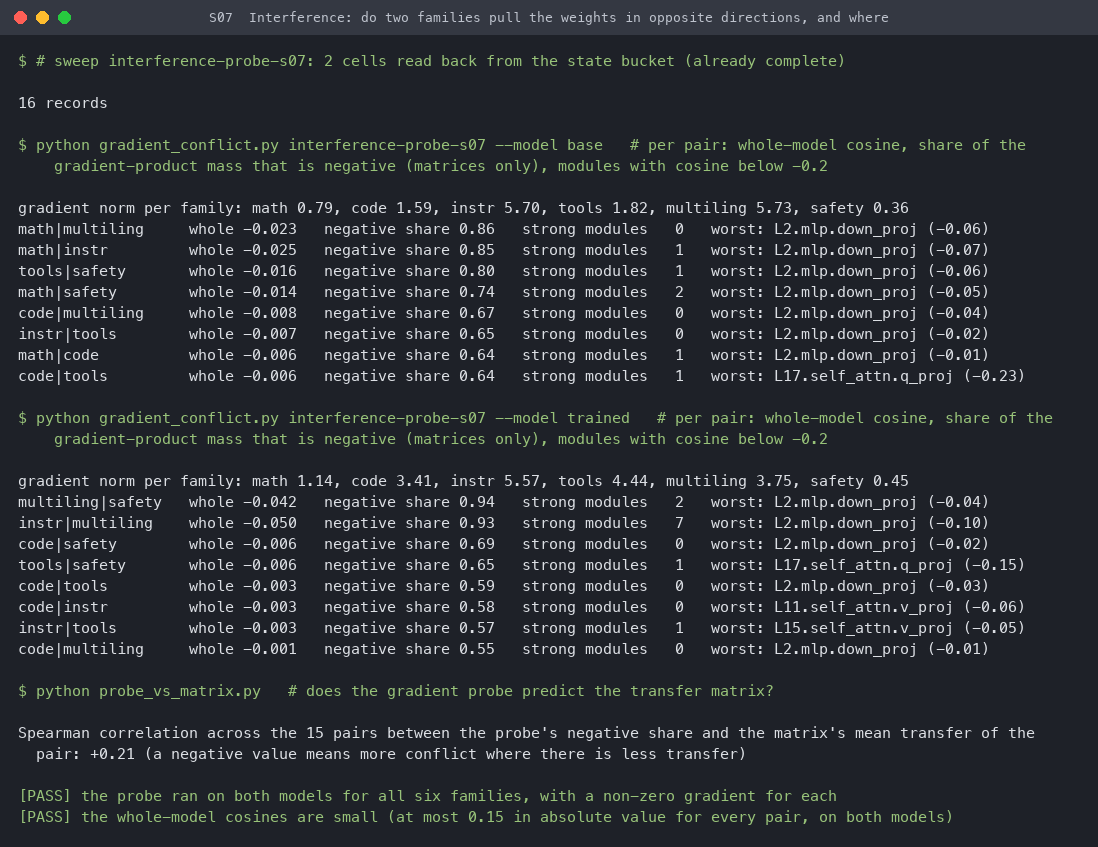 S07  Interference: do two families pull the weights in opposite directions, and where
$ # sweep interference-probe-s07: 2 cells read back from the state bucket (already complete)
16 records
$ python gradient_conflict.py interference-probe-s07 --model base   # per pair: whole-model cosine, share of the
    gradient-product mass that is negative (matrices only), modules with cosine below -0.2
gradient norm per family: math 0.79, code 1.59, instr 5.70, tools 1.82, multiling 5.73, safety 0.36
math|multiling     whole -0.023   negative share 0.86   strong modules   0   worst: L2.mlp.down_proj (-0.06)
math|instr         whole -0.025   negative share 0.85   strong modules   1   worst: L2.mlp.down_proj (-0.07)
tools|safety       whole -0.016   negative share 0.80   strong modules   1   worst: L2.mlp.down_proj (-0.06)
math|safety        whole -0.014   negative share 0.74   strong modules   2   worst: L2.mlp.down_proj (-0.05)
code|multiling     whole -0.008   negative share 0.67   strong modules   0   worst: L2.mlp.down_proj (-0.04)
instr|tools        whole -0.007   negative share 0.65   strong modules   0   worst: L2.mlp.down_proj (-0.02)
math|code          whole -0.006   negative share 0.64   strong modules   1   worst: L2.mlp.down_proj (-0.01)
code|tools         whole -0.006   negative share 0.64   strong modules   1   worst: L17.self_attn.q_proj (-0.23)
$ python gradient_conflict.py interference-probe-s07 --model trained   # per pair: whole-model cosine, share of the
    gradient-product mass that is negative (matrices only), modules with cosine below -0.2
gradient norm per family: math 1.14, code 3.41, instr 5.57, tools 4.44, multiling 3.75, safety 0.45
multiling|safety   whole -0.042   negative share 0.94   strong modules   2   worst: L2.mlp.down_proj (-0.04)
instr|multiling    whole -0.050   negative share 0.93   strong modules   7   worst: L2.mlp.down_proj (-0.10)
code|safety        whole -0.006   negative share 0.69   strong modules   0   worst: L2.mlp.down_proj (-0.02)
tools|safety       whole -0.006   negative share 0.65   strong modules   1   worst: L17.self_attn.q_proj (-0.15)
code|tools         whole -0.003   negative share 0.59   strong modules   0   worst: L2.mlp.down_proj (-0.03)
code|instr         whole -0.003   negative share 0.58   strong modules   0   worst: L11.self_attn.v_proj (-0.06)
instr|tools        whole -0.003   negative share 0.57   strong modules   1   worst: L15.self_attn.v_proj (-0.05)
code|multiling     whole -0.001   negative share 0.55   strong modules   0   worst: L2.mlp.down_proj (-0.01)
$ python probe_vs_matrix.py   # does the gradient probe predict the transfer matrix?
Spearman correlation across the 15 pairs between the probe's negative share and the matrix's mean transfer of the
  pair: +0.21 (a negative value means more conflict where there is less transfer)
[PASS] the probe ran on both models for all six families, with a non-zero gradient for each
[PASS] the whole-model cosines are small (at most 0.15 in absolute value for every pair, on both models)